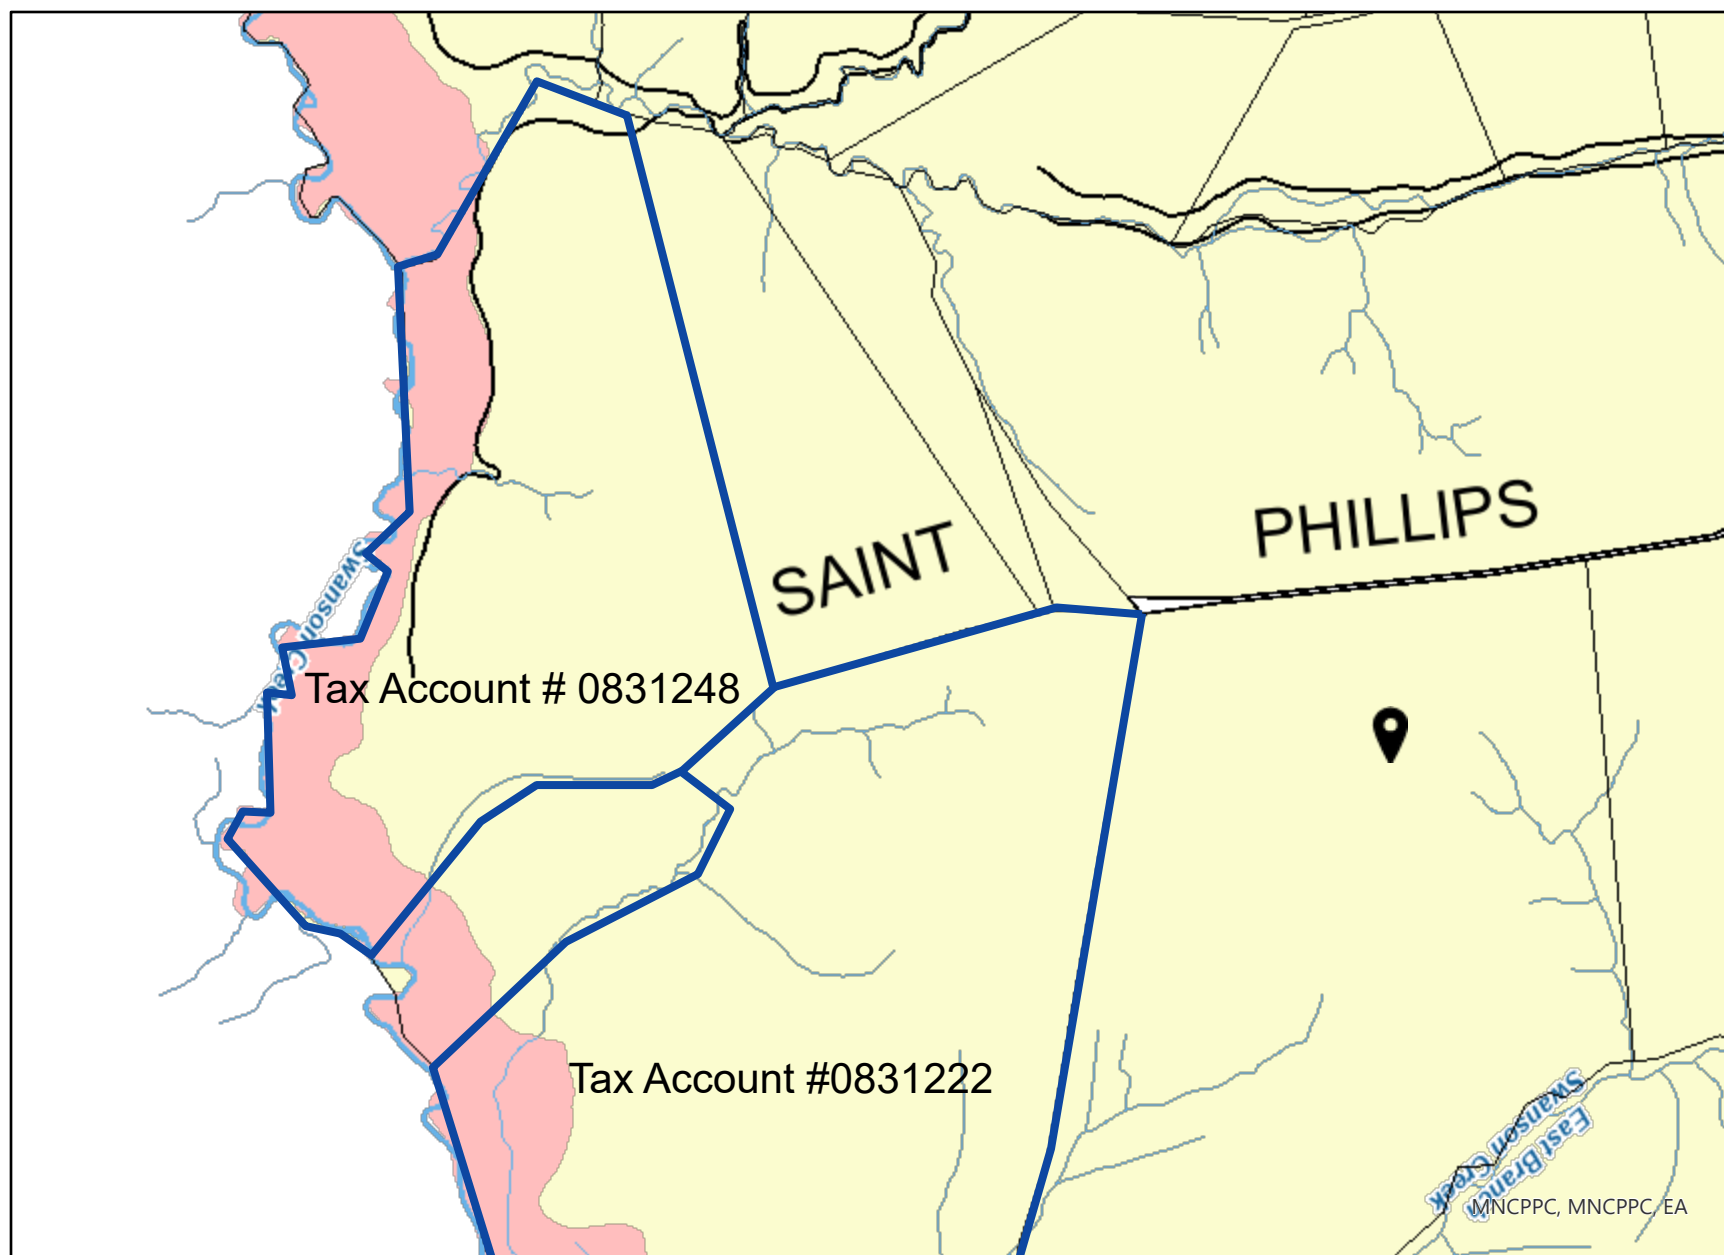 SAINT
PHILLIPS
Swanson Creek
Tax Account # 0831248
Tax Account #0831222
Swanson Creek
East Branch
MNCPPC, MNCPPC, EA